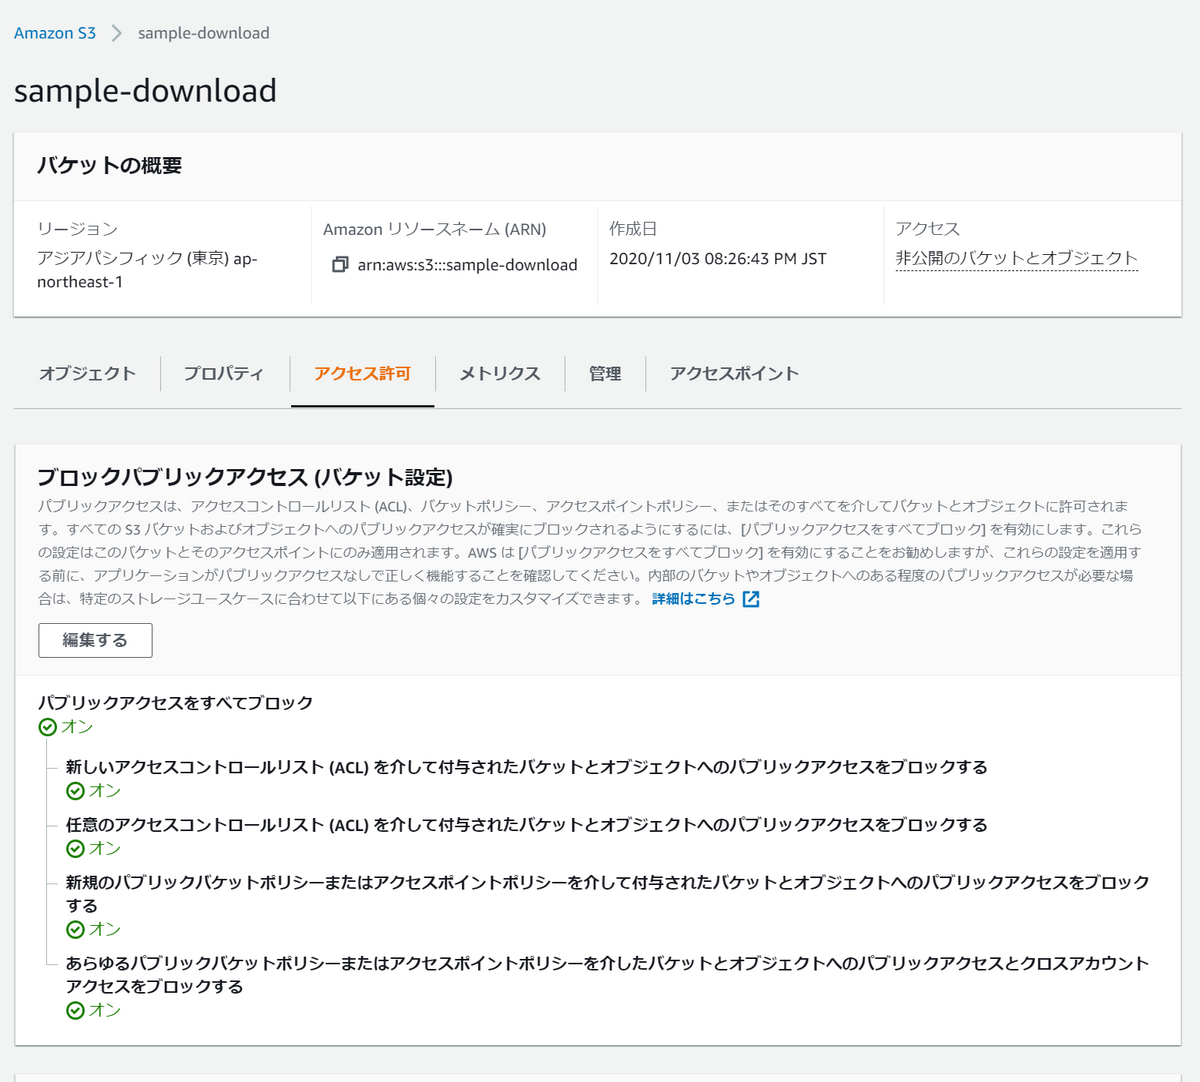 Amazon S3 > sample-download
sample-download
バケットの概要
リージョン
アジアパシフィック (東京) ap-
northeast-1
Amazon リソースネーム (ARN)
arn:aws:s3:::sample-download
作成日
2020/11/03 08:26:43 PM JST
アクセス
非公開のバケットとオブジェクト
オブジェクト
プロパティ
アクセス許可
メトリクス
管理
アクセスポイント
ブロックパブリックアクセス (バケット設定)
パブリックアクセスは、アクセスコントロールリスト (ACL)、バケットポリシー、アクセスポイントポリシー、またはそのすべてを介してバケットとオブジェクトに許可されま
す。すべての S3 バケットおよびオブジェクトへのパブリックアクセスが確実にブロックされるようにするには、[パブリックアクセスをすべてブロック] を有効にします。これら
の設定はこのバケットとそのアクセスポイントにのみ適用されます。AWS は [パブリックアクセスをすべてブロック] を有効にすることをお勧めしますが、これらの設定を適用す
る前に、アプリケーションがパブリックアクセスなしで正しく機能することを確認してください。内部のバケットやオブジェクトへのある程度のパブリックアクセスが必要な場
合は、特定のストレージユースケースに合わせて以下にある個々の設定をカスタマイズできます。 詳細はこちら
編集する
パブリックアクセスをすべてブロック
オン
新しいアクセスコントロールリスト (ACL) を介して付与されたバケットとオブジェクトへのパブリックアクセスをブロックする
オン
任意のアクセスコントロールリスト (ACL) を介して付与されたバケットとオブジェクトへのパブリックアクセスをブロックする
オン
新規のパブリックバケットポリシーまたはアクセスポイントポリシーを介して付与されたバケットとオブジェクトへのパブリックアクセスをブロック
する
オン
あらゆるパブリックバケットポリシーまたはアクセスポイントポリシーを介したバケットとオブジェクトへのパブリックアクセスとクロスアカウント
アクセスをブロックする
オン